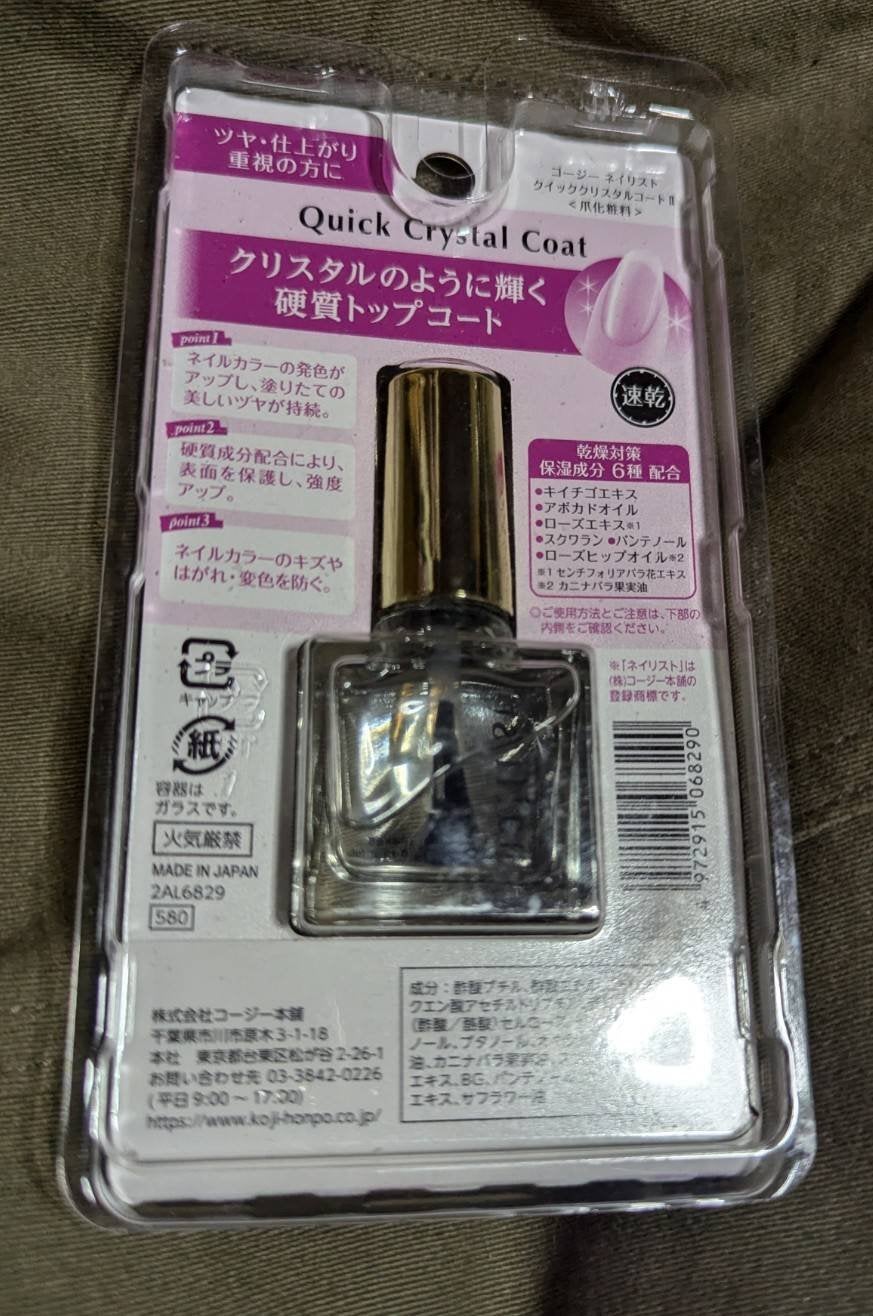 ツヤ・仕上がり
重視の方に
コージー ネイリスト
クイッククリスタルコートⅡ
<爪化粧料>
Quick Crystal Coat
クリスタルのように輝く
硬質トップコート
point1
ネイルカラーの発色が
アップし、塗りたての
美しいツヤが持続。
point2
硬質成分配合により、
表面を保護し、強度
アップ。
point3
ネイルカラーのキズや
はがれ・変色を防ぐ。
速乾
乾燥対策
保湿成分 6種 配合
●キイチゴエキス
●アボカドオイル
●ローズエキス※1
●スクワラン ●パンテノール
●ローズヒップオイル※2
※1 センチフォリアバラ花エキス
※2 カニナバラ果実油
◎ご使用方法とご注意は、下部の
内側をご確認ください。
※「ネイリスト」は
(株)コージー本舗の
登録商標です。
プラ
キャップ
紙
容器は
ガラスです。
火気厳禁
MADE IN JAPAN
2AL6829
580
4 972915 068290
株式会社コージー本舗
千葉県市川市原木3-1-18
本社 東京都台東区松が谷2-26-1
お問い合わせ先 03-3842-0226
(平日9:00～17:00)
https://www.koji-honpo.co.jp/
成分：酢酸ブチル、酢酸エチル
クエン酸アセチルトリブチル
(酢酸／酪酸)セルロース
ノール、ブタノール、
油、カニナバラ果実油、
エキス、BG、パンテノール
エキス、サフラワー油